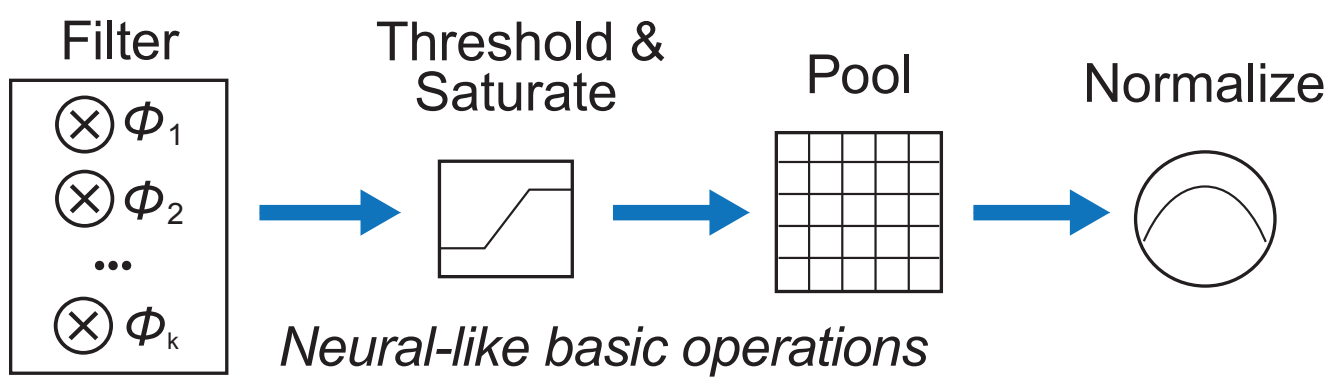 Filter
Φ1
Φ2
...
Φk
Threshold &
Saturate
Pool
Normalize
Neural-like basic operations